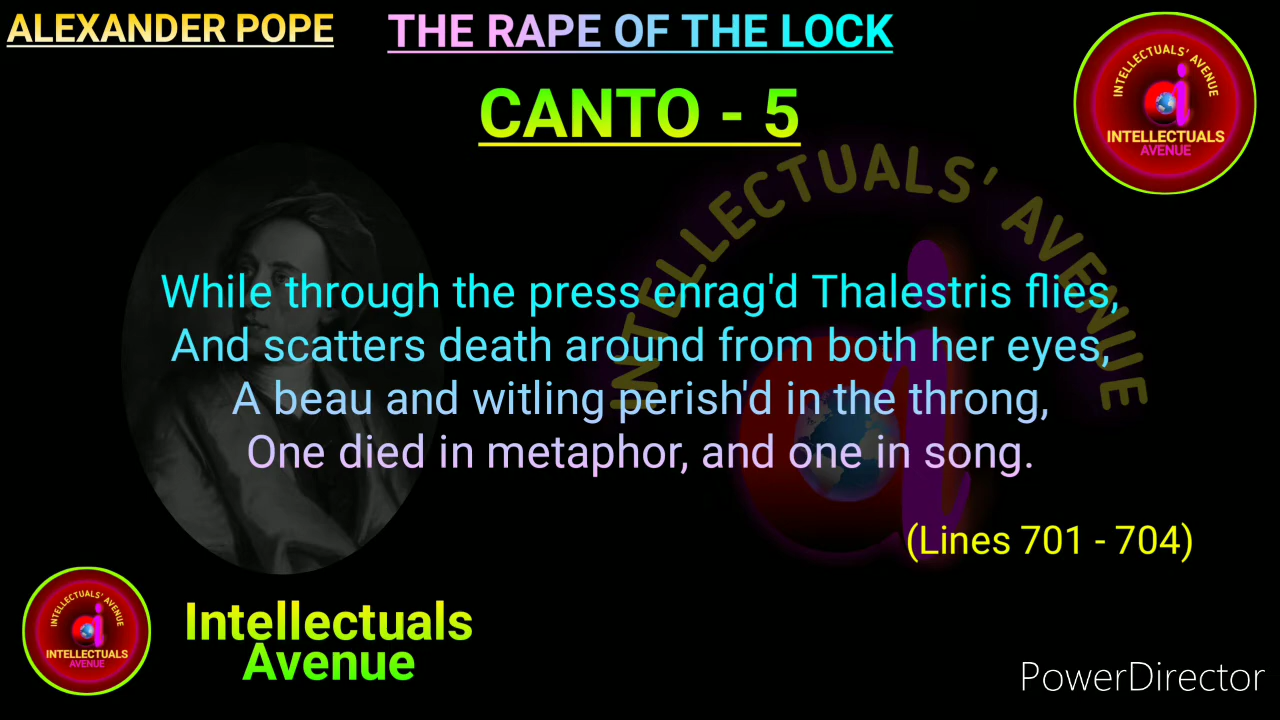 ALEXANDER POPE
THE RAPE OF THE LOCK
CANTO - 5
INTELLECTUALS' AVENUE
INTELLECTUALS
AVENUE
INTELLECTUALS' AVENUE
While through the press enrag'd Thalestris flies,
And scatters death around from both her eyes,
A beau and witling perish'd in the throng,
One died in metaphor, and one in song.
(Lines 701 - 704)
INTELLECTUALS' AVENUE
INTELLECTUALS
AVENUE
Intellectuals
Avenue
PowerDirector